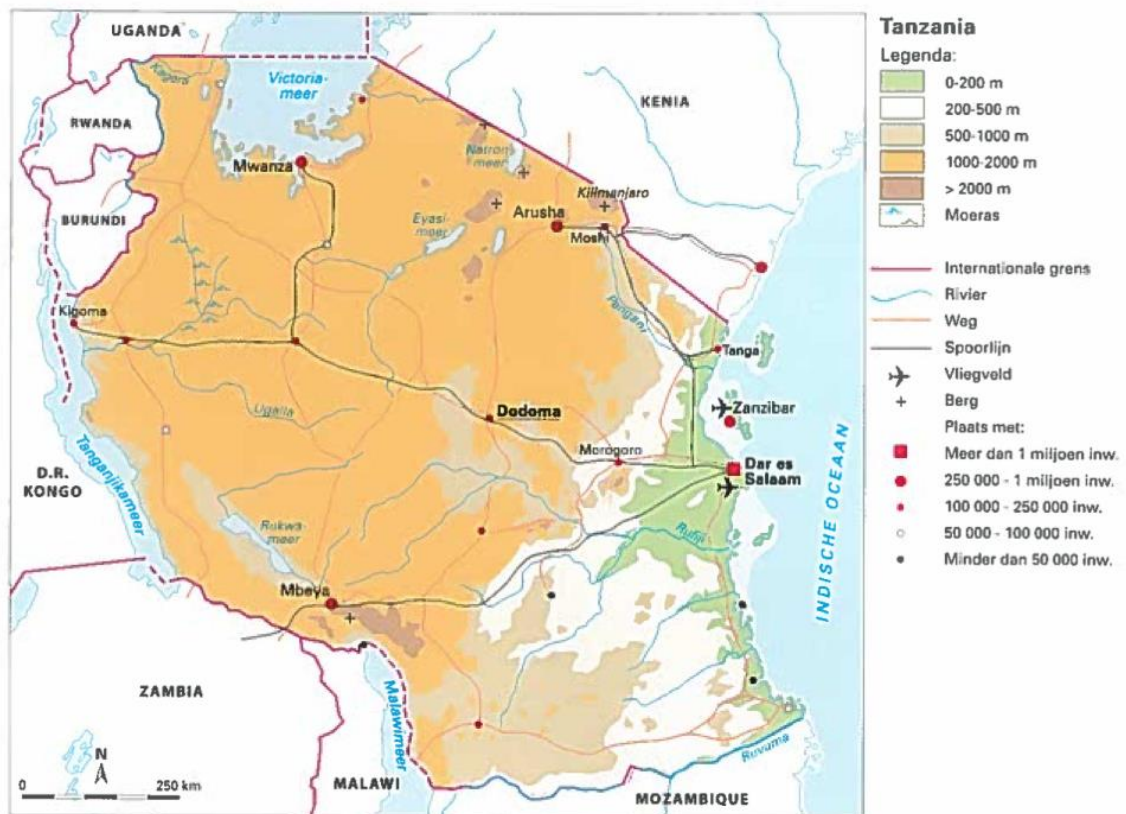 UGANDA
Kagera
Victoria-
meer
KENIA
RWANDA
Mwanza
Natron-
meer
Kilimanjaro
BURUNDI
Eyasi-
meer
Arusha
Moshi
Kigoma
Pangani
Tanga
Ugalla
Dodoma
Zanzibar
Morogoro
Dar es
Salaam
D.R.
KONGO
Tanganjikameer
Rukwa-
meer
Rufiji
INDISCHE OCEAAN
Mbeya
ZAMBIA
Malawimeer
Ruvuma
N
0 250 km
MALAWI
MOZAMBIQUE
Tanzania
Legenda:
0-200 m
200-500 m
500-1000 m
1000-2000 m
> 2000 m
Moeras
Internationale grens
Rivier
Weg
Spoorlijn
Vliegveld
Berg
Plaats met:
Meer dan 1 miljoen inw.
250 000 - 1 miljoen inw.
100 000 - 250 000 inw.
50 000 - 100 000 inw.
Minder dan 50 000 inw.